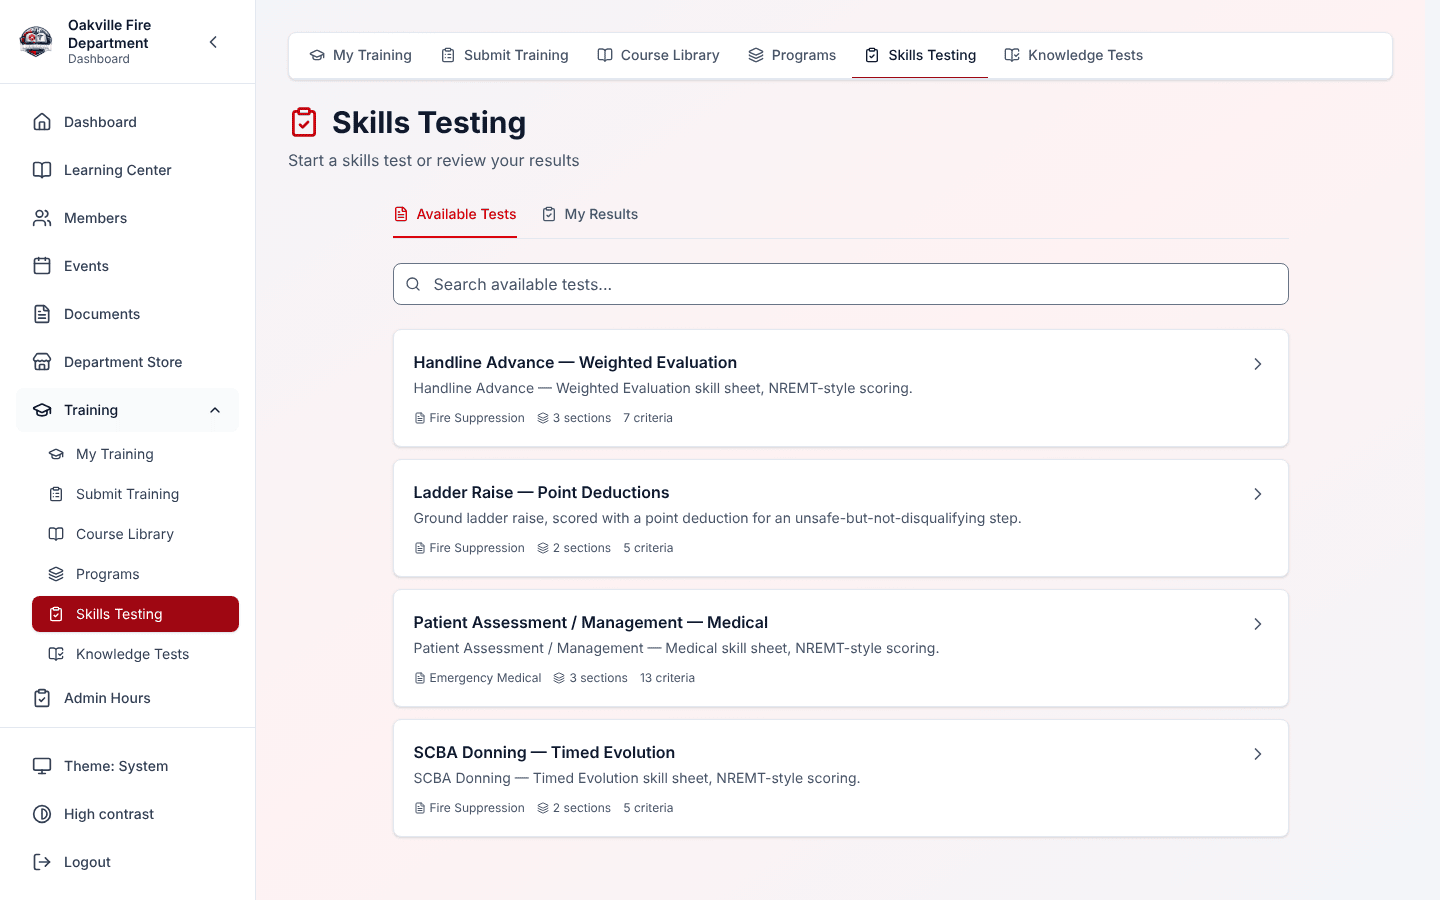 Oakville Fire
Department
Dashboard
Dashboard
Learning Center
Members
Events
Documents
Department Store
Training
My Training
Submit Training
Course Library
Programs
Skills Testing
Knowledge Tests
Admin Hours
Theme: System
High contrast
Logout
My Training
Submit Training
Course Library
Programs
Skills Testing
Knowledge Tests
Skills Testing
Start a skills test or review your results
Available Tests
My Results
Search available tests...
Handline Advance — Weighted Evaluation
Handline Advance — Weighted Evaluation skill sheet, NREMT-style scoring.
Fire Suppression 3 sections 7 criteria
Ladder Raise — Point Deductions
Ground ladder raise, scored with a point deduction for an unsafe-but-not-disqualifying step.
Fire Suppression 2 sections 5 criteria
Patient Assessment / Management — Medical
Patient Assessment / Management — Medical skill sheet, NREMT-style scoring.
Emergency Medical 3 sections 13 criteria
SCBA Donning — Timed Evolution
SCBA Donning — Timed Evolution skill sheet, NREMT-style scoring.
Fire Suppression 2 sections 5 criteria